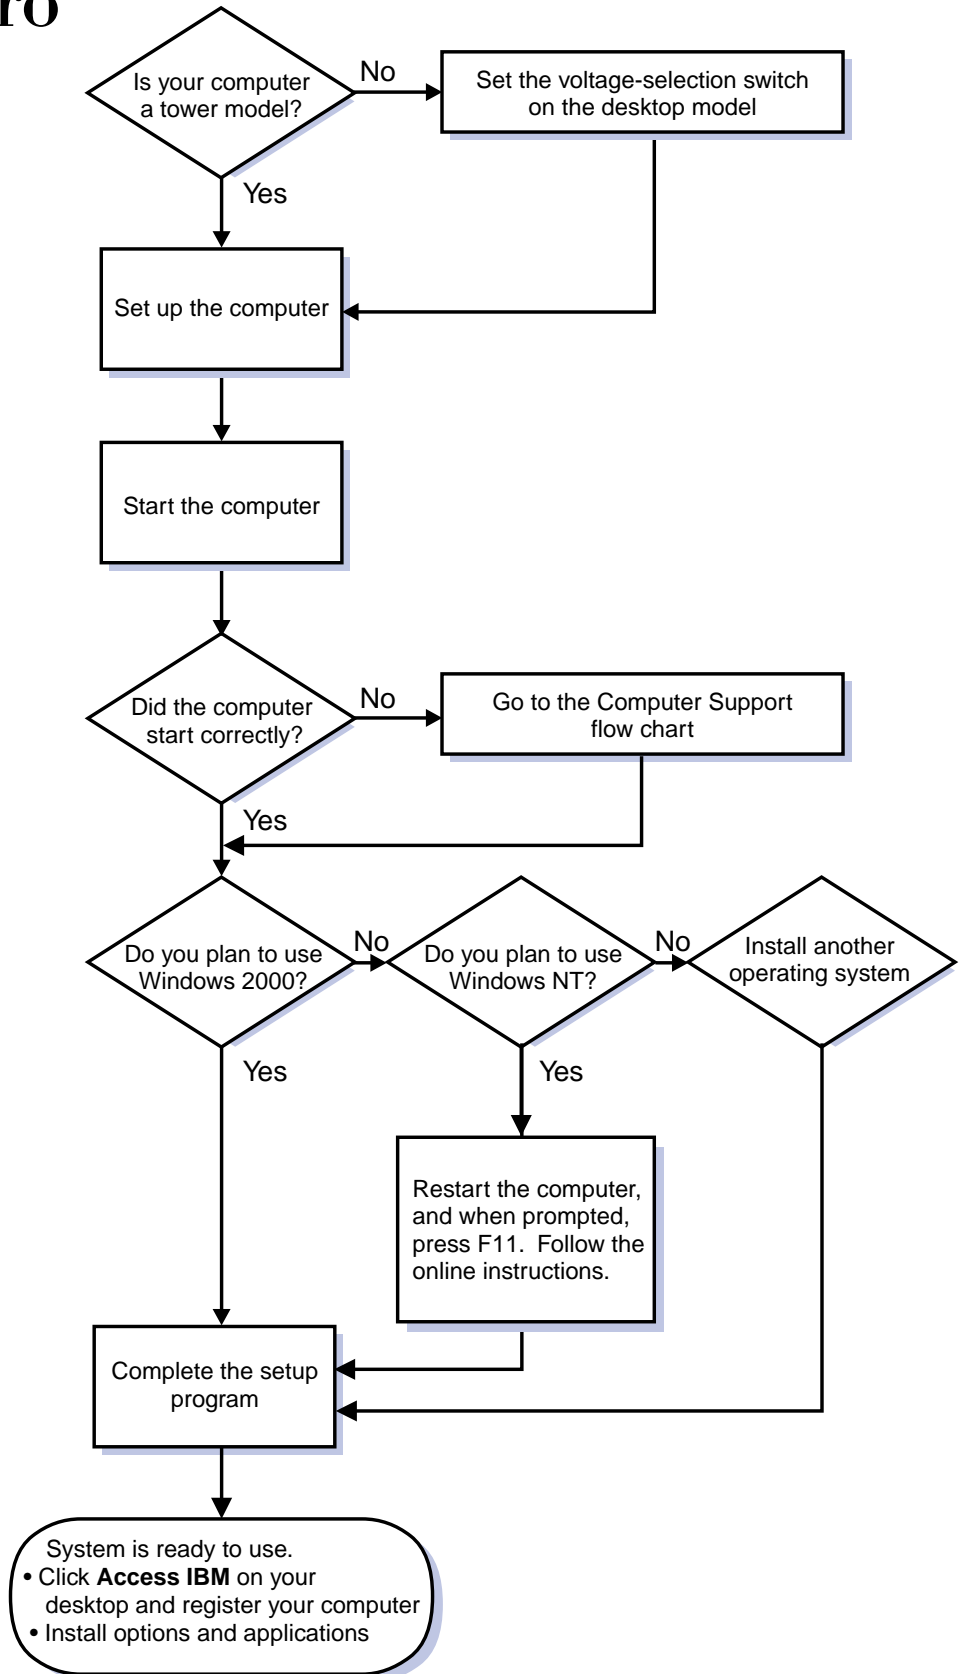 Is your computer
a tower model?
No
Set the voltage-selection switch
on the desktop model
Yes
Set up the computer
Start the computer
Did the computer
start correctly?
No
Go to the Computer Support
flow chart
Yes
Do you plan to use
Windows 2000?
No
Do you plan to use
Windows NT?
No
Install another
operating system
Yes
Yes
Restart the computer,
and when prompted,
press F11. Follow the
online instructions.
Complete the setup
program
System is ready to use.
• Click Access IBM on your
desktop and register your computer
• Install options and applications